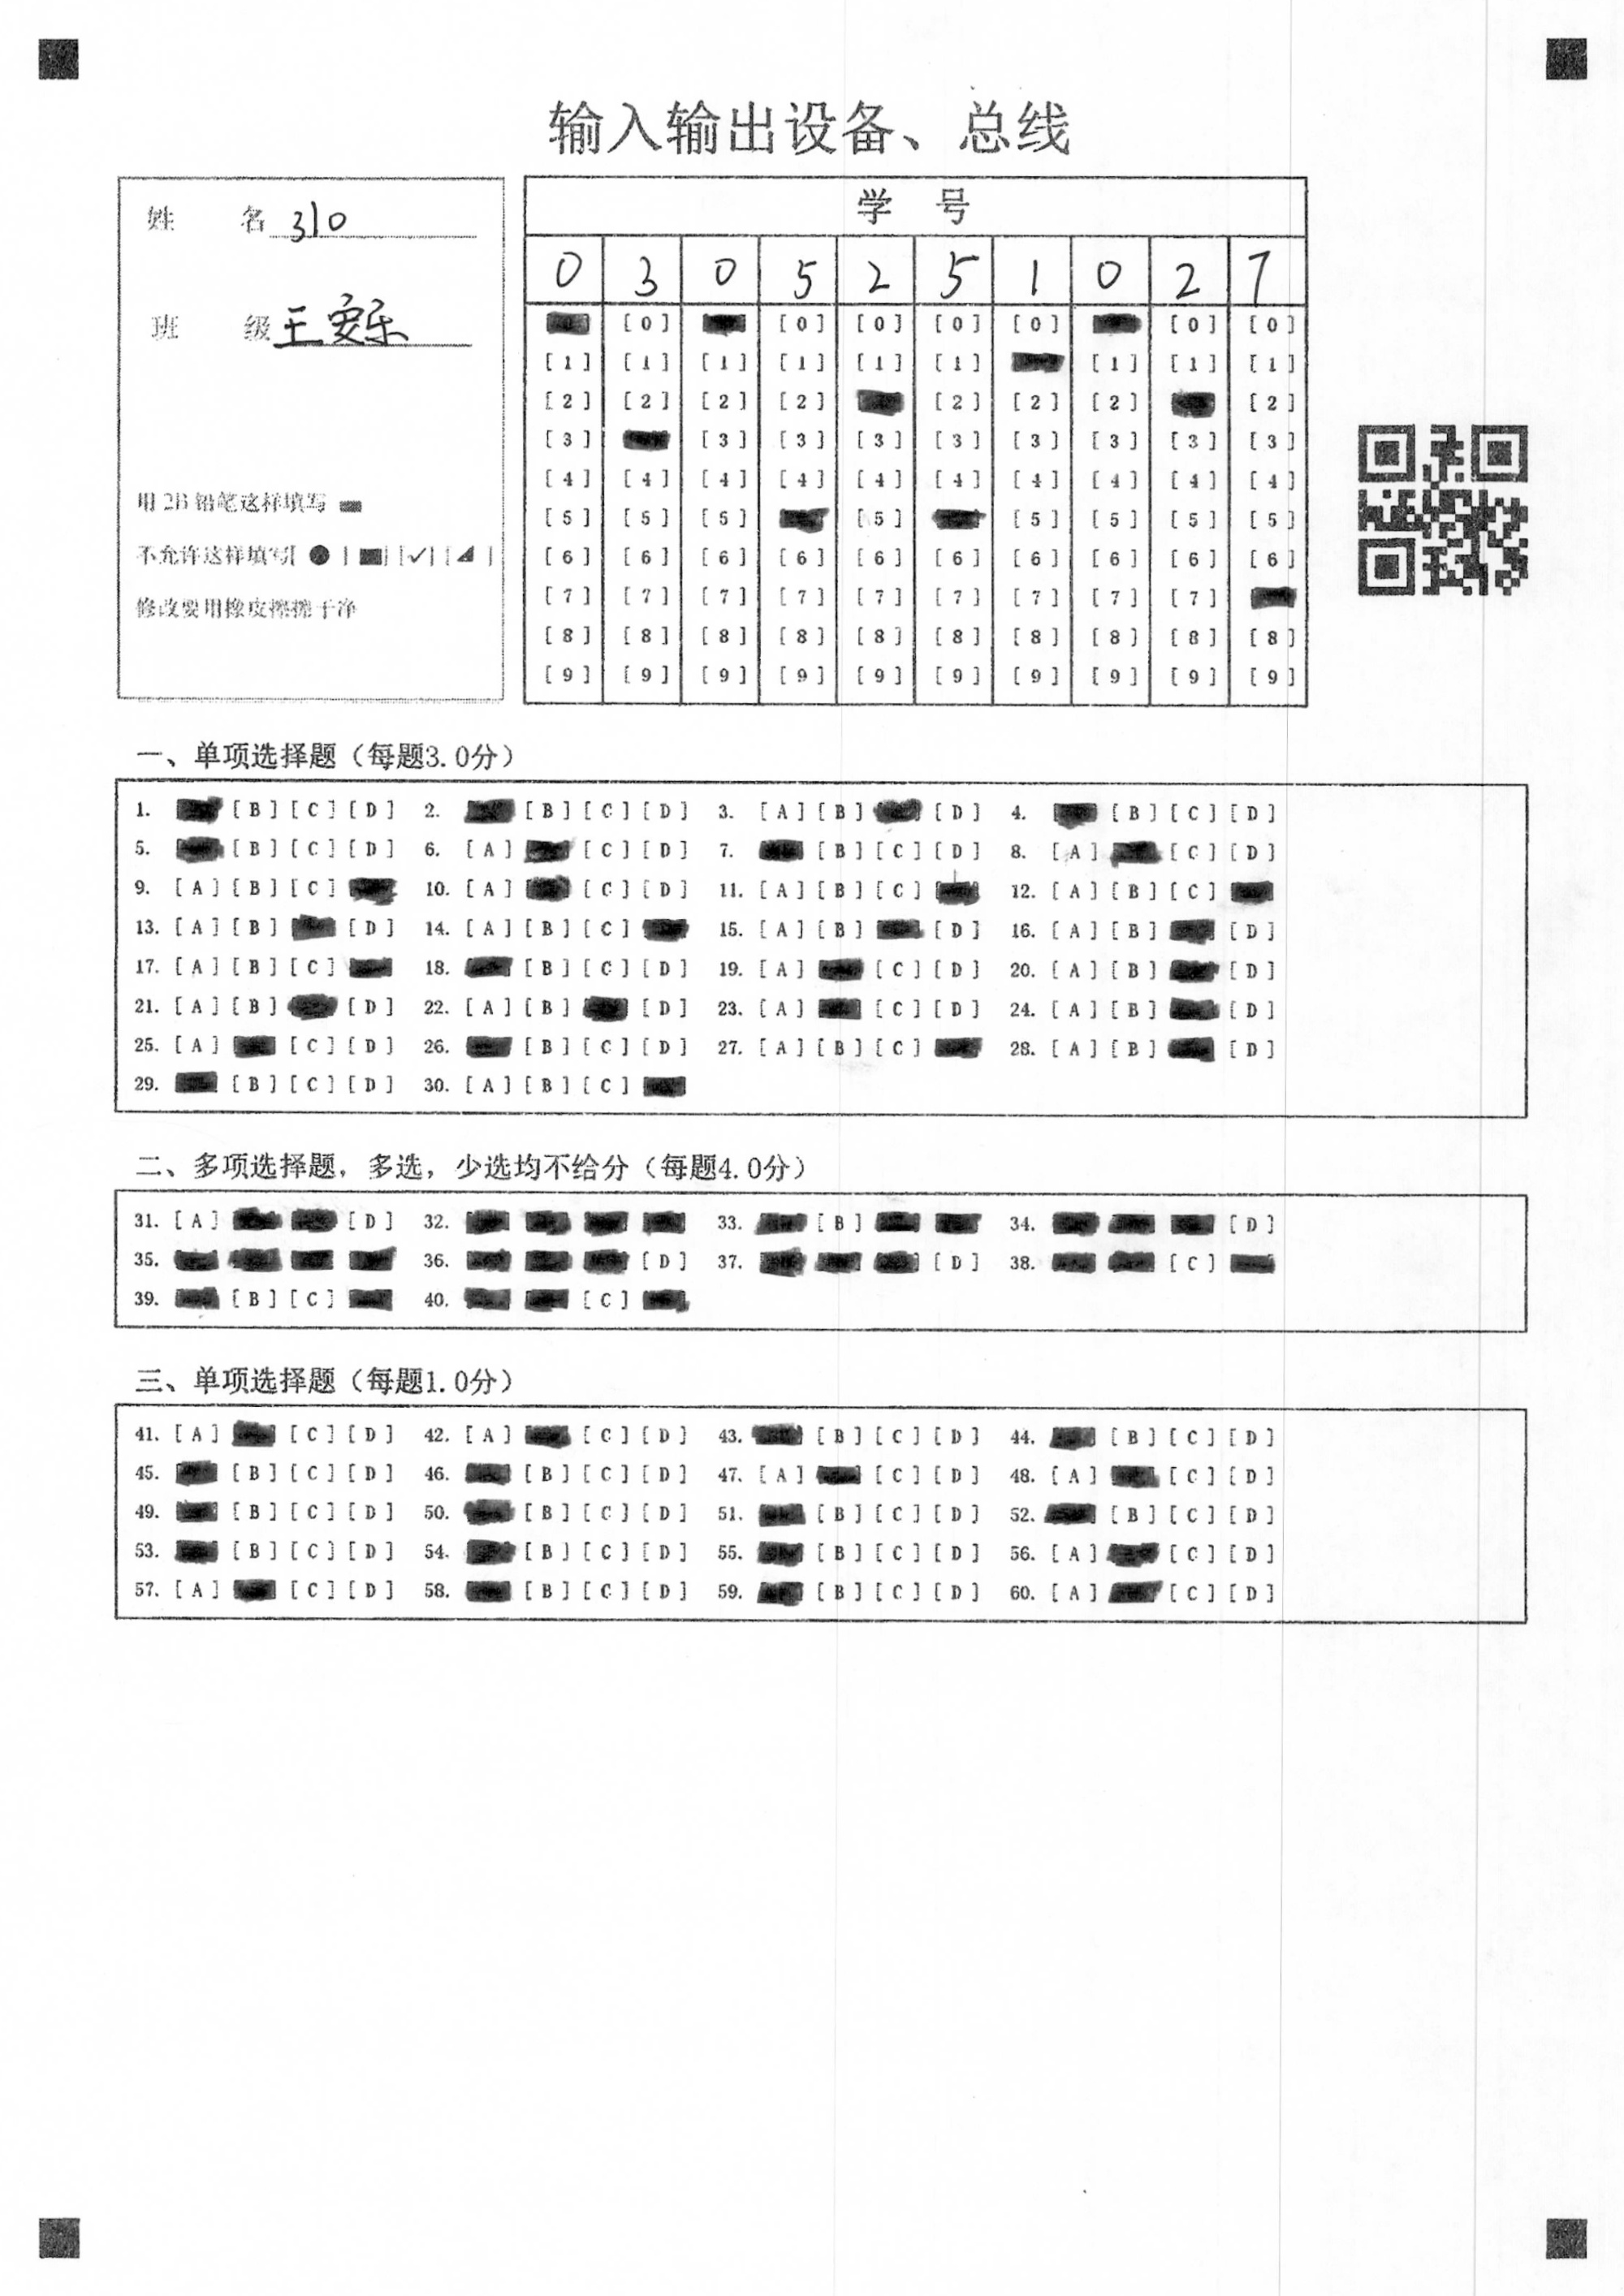 输入输出设备、总线
姓 名 310
班 级 王安乐
用2B铅笔这样填写
不允许这样填写[ ● ] [ ■ ] [ ✓ ] [ ◢ ]
修改要用橡皮擦擦干净
学 号
0 3 0 5 2 5 1 0 2 7
[0] [0] [0] [0] [0] [0] [0]
[1] [1] [1] [1] [1] [1] [1] [1] [1]
[2] [2] [2] [2] [2] [2] [2] [2]
[3] [3] [3] [3] [3] [3] [3] [3] [3]
[4] [4] [4] [4] [4] [4] [4] [4] [4] [4]
[5] [5] [5] [5] [5] [5] [5] [5]
[6] [6] [6] [6] [6] [6] [6] [6] [6] [6]
[7] [7] [7] [7] [7] [7] [7] [7] [7]
[8] [8] [8] [8] [8] [8] [8] [8] [8] [8]
[9] [9] [9] [9] [9] [9] [9] [9] [9] [9]
一、单项选择题（每题3.0分）
1. [B] [C] [D] 2. [B] [C] [D] 3. [A] [B] [D] 4. [B] [C] [D]
5. [B] [C] [D] 6. [A] [C] [D] 7. [B] [C] [D] 8. [A] [C] [D]
9. [A] [B] [C] 10. [A] [C] [D] 11. [A] [B] [C] 12. [A] [B] [C]
13. [A] [B] [D] 14. [A] [B] [C] 15. [A] [B] [D] 16. [A] [B] [D]
17. [A] [B] [C] 18. [B] [C] [D] 19. [A] [C] [D] 20. [A] [B] [D]
21. [A] [B] [D] 22. [A] [B] [D] 23. [A] [C] [D] 24. [A] [B] [D]
25. [A] [C] [D] 26. [B] [C] [D] 27. [A] [B] [C] 28. [A] [B] [D]
29. [B] [C] [D] 30. [A] [B] [C]
二、多项选择题，多选，少选均不给分（每题4.0分）
31. [A] [D] 32. 33. [B] 34. [D]
35. 36. [D] 37. [D] 38. [C]
39. [B] [C] 40. [C]
三、单项选择题（每题1.0分）
41. [A] [C] [D] 42. [A] [C] [D] 43. [B] [C] [D] 44. [B] [C] [D]
45. [B] [C] [D] 46. [B] [C] [D] 47. [A] [C] [D] 48. [A] [C] [D]
49. [B] [C] [D] 50. [B] [C] [D] 51. [B] [C] [D] 52. [B] [C] [D]
53. [B] [C] [D] 54. [B] [C] [D] 55. [B] [C] [D] 56. [A] [C] [D]
57. [A] [C] [D] 58. [B] [C] [D] 59. [B] [C] [D] 60. [A] [C] [D]